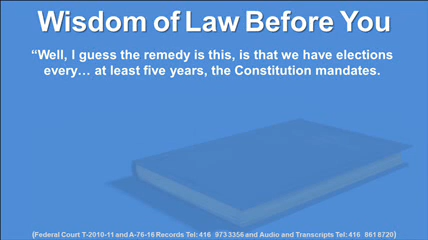 Wisdom of Law Before You
“Well, I guess the remedy is this, is that we have elections
every… at least five years, the Constitution mandates.
(Federal Court T-2010-11 and A-76-16 Records Tel: 416 973 3356 and Audio and Transcripts Tel: 416 861 8720)